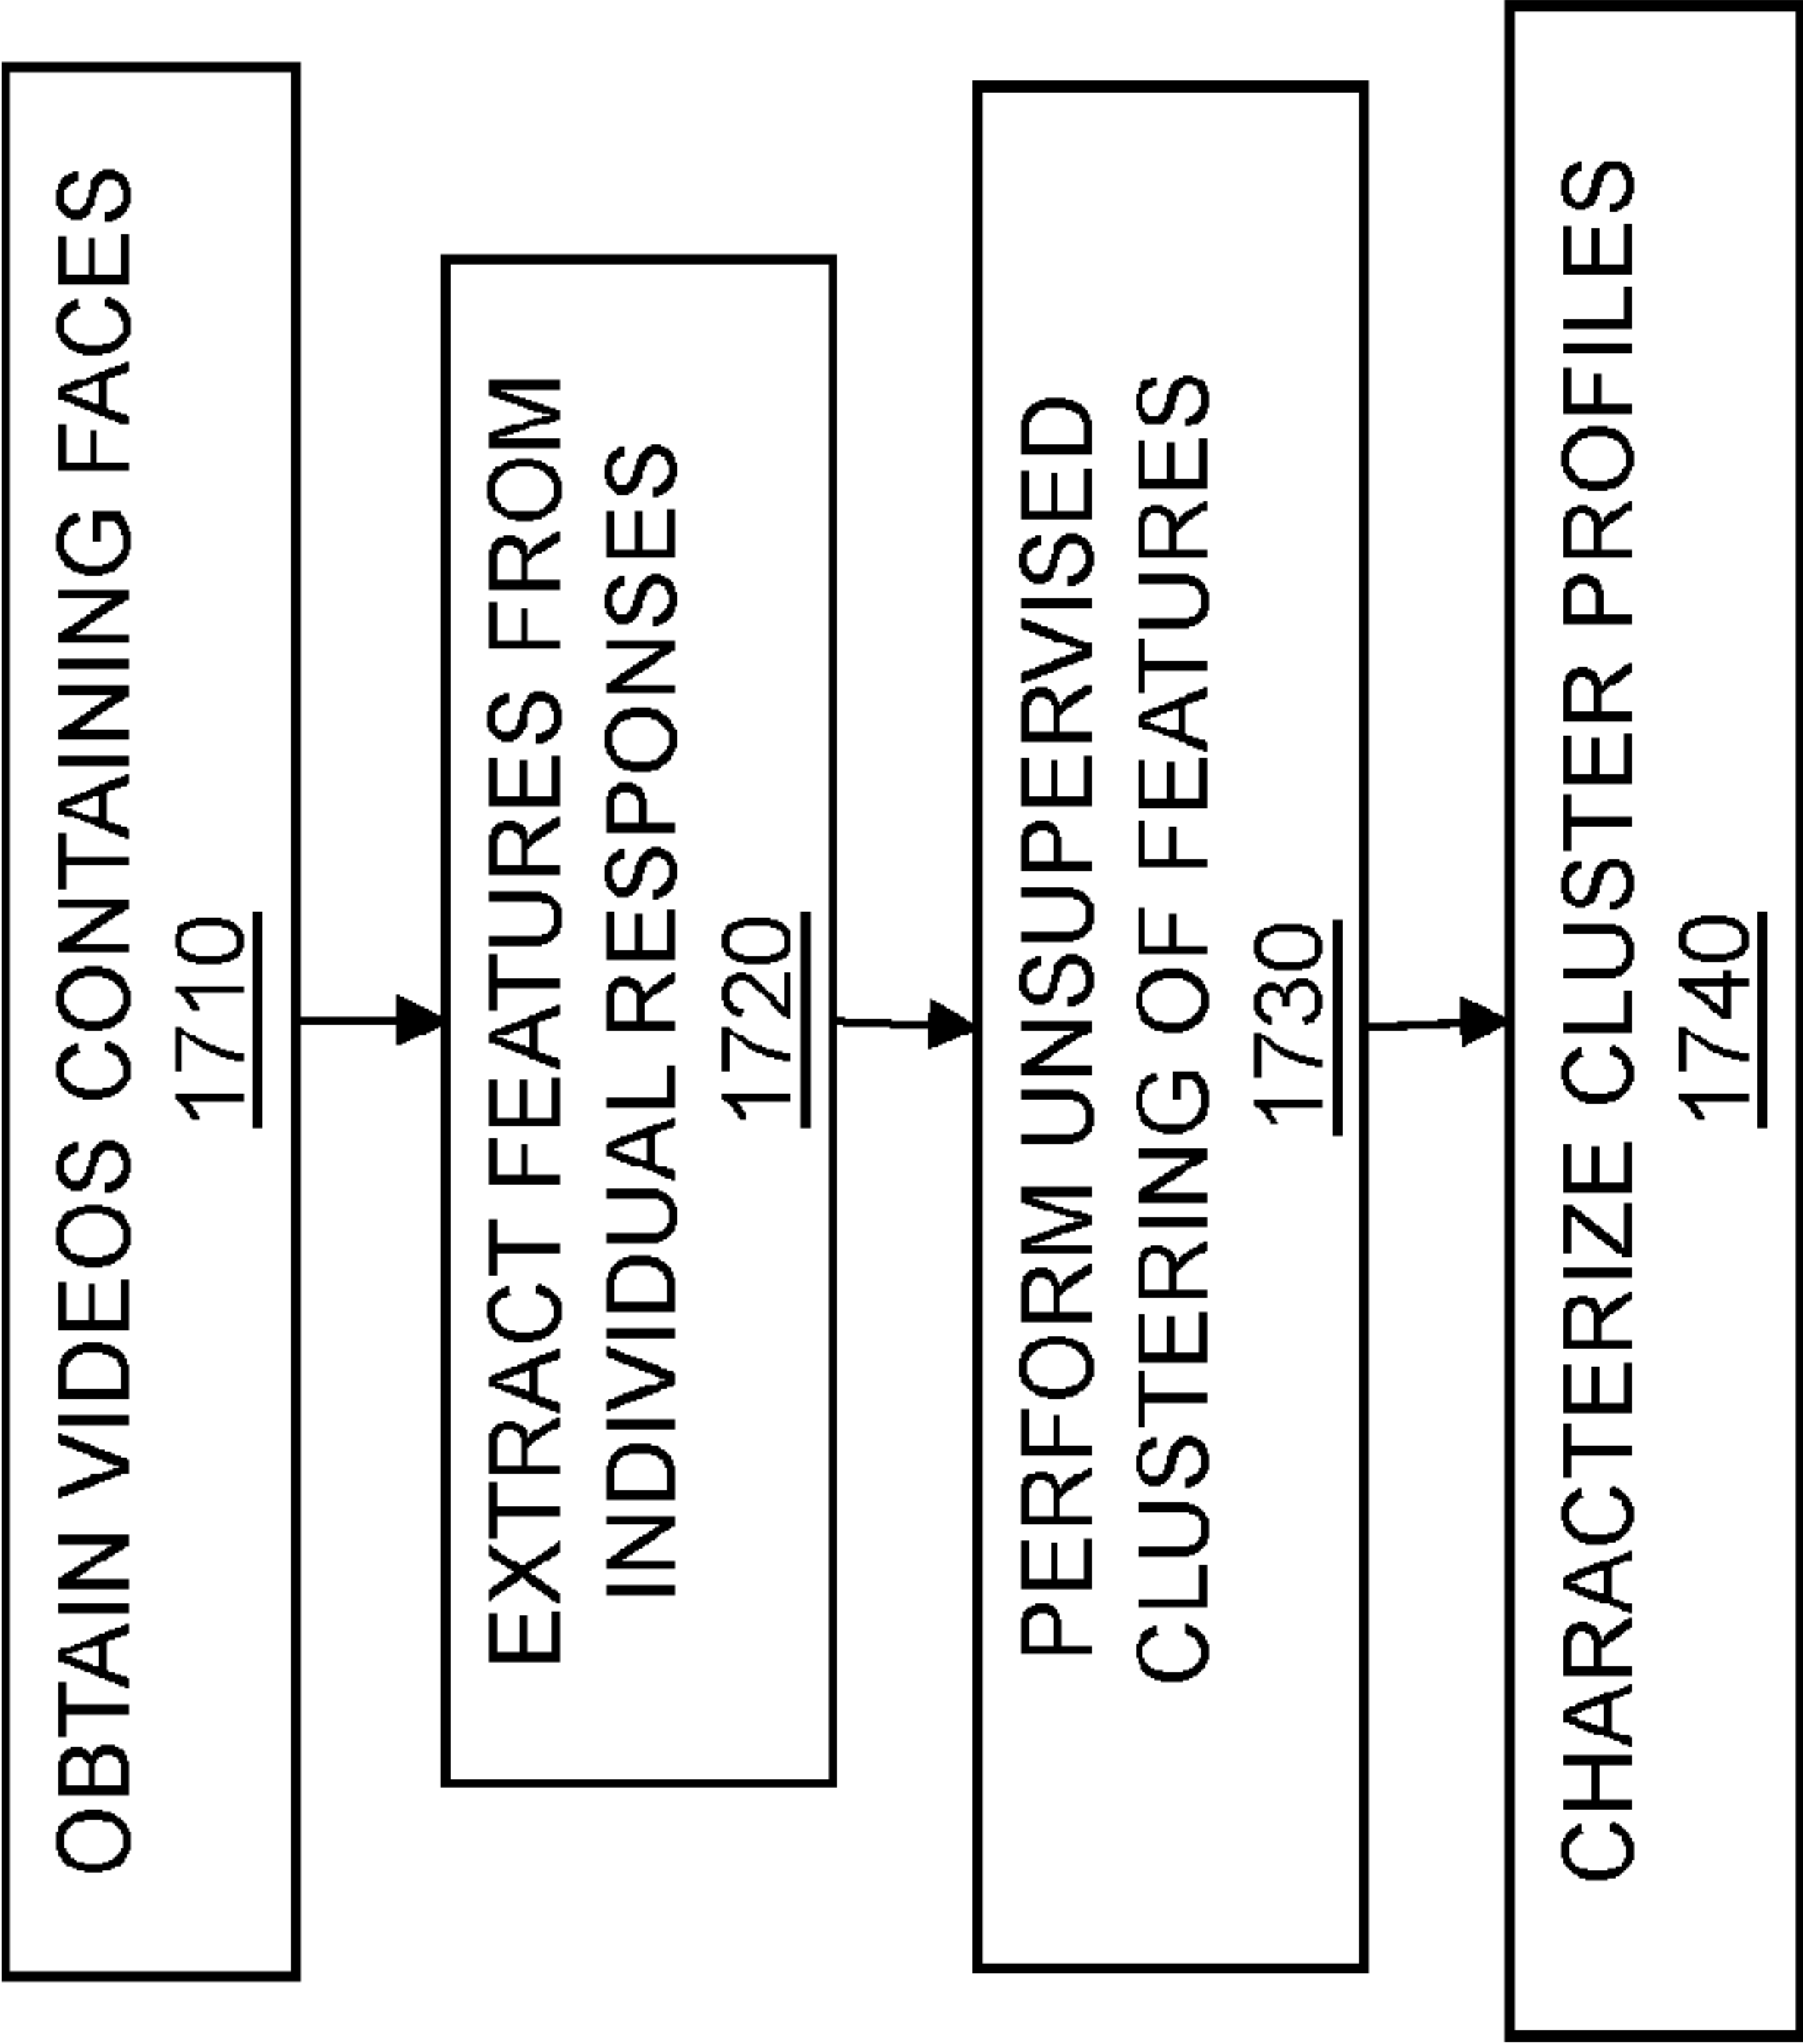 OBTAIN VIDEOS CONTAINING FACES
1710
EXTRACT FEATURES FROM
INDIVIDUAL RESPONSES
1720
PERFORM UNSUPERVISED
CLUSTERING OF FEATURES
1730
CHARACTERIZE CLUSTER PROFILES
1740